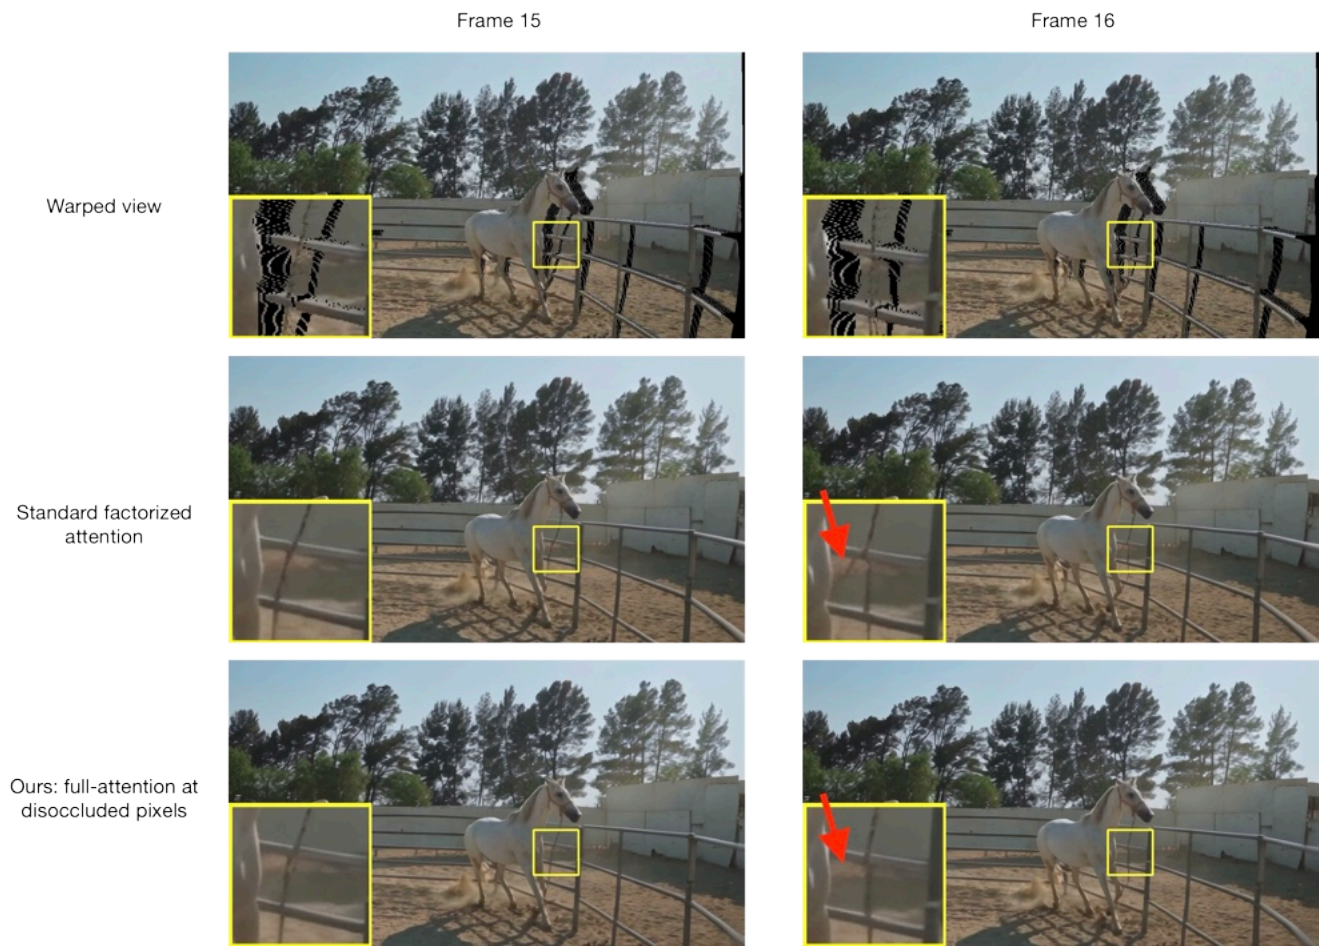 Frame 15
Frame 16
Warped view
Standard factorized
attention
Ours: full-attention at
disoccluded pixels